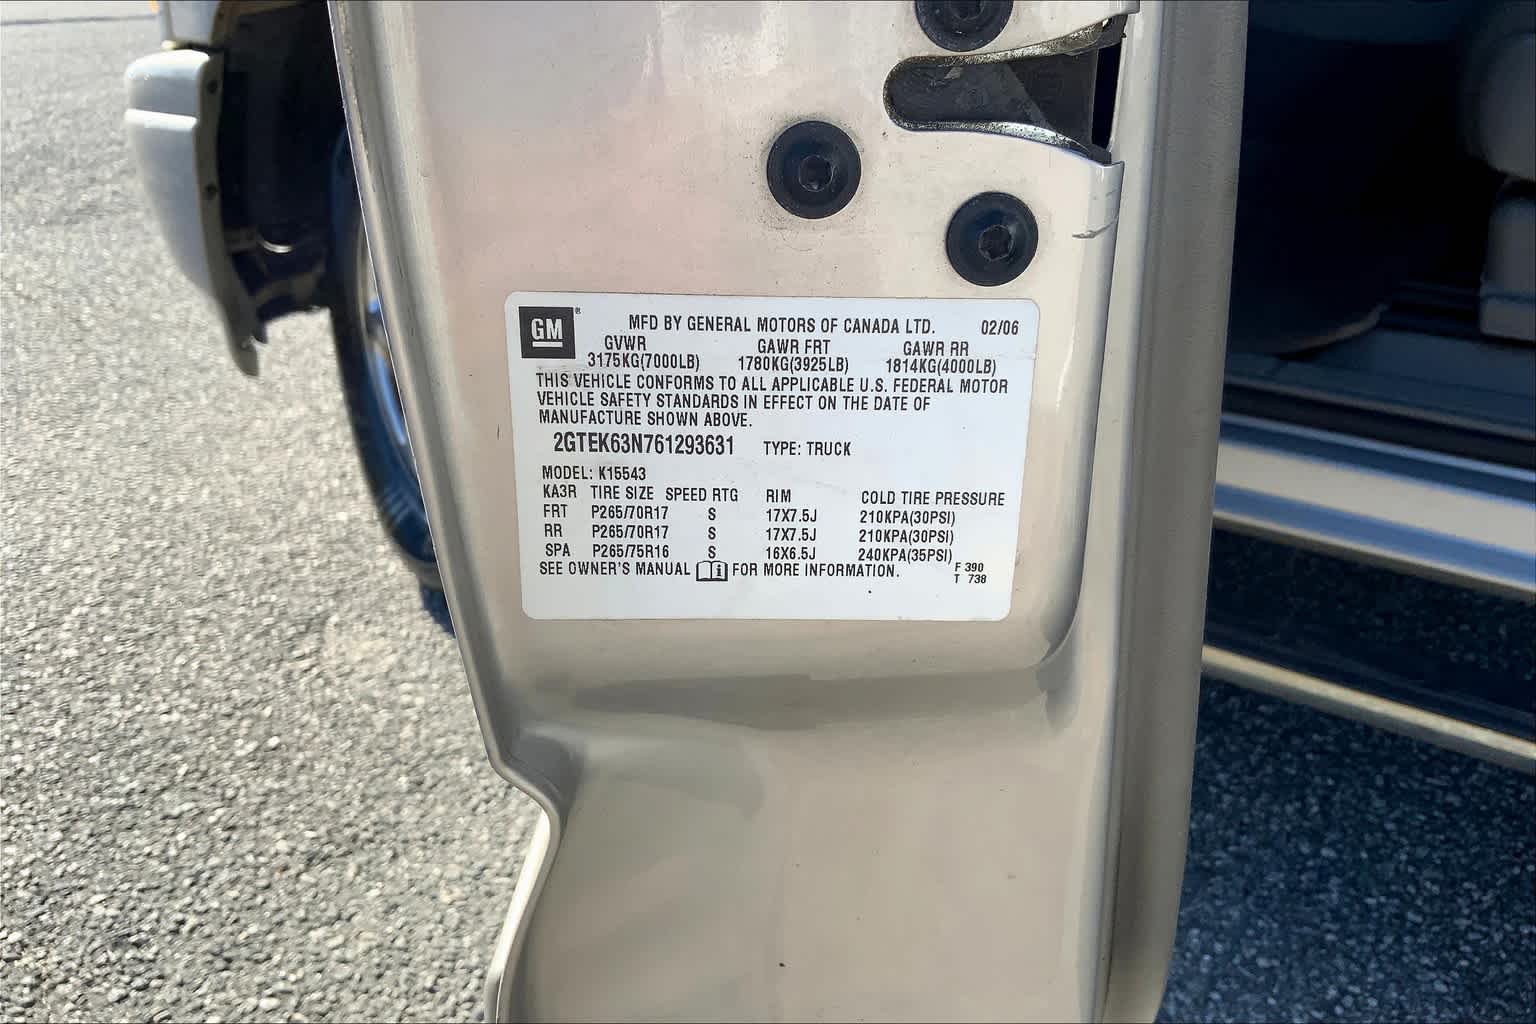 GM® MFD BY GENERAL MOTORS OF CANADA LTD. 02/06
GVWR GAWR FRT GAWR RR
3175KG(7000LB) 1780KG(3925LB) 1814KG(4000LB)
THIS VEHICLE CONFORMS TO ALL APPLICABLE U.S. FEDERAL MOTOR
VEHICLE SAFETY STANDARDS IN EFFECT ON THE DATE OF
MANUFACTURE SHOWN ABOVE.
2GTEK63N761293631 TYPE: TRUCK
MODEL: K15543
KA3R TIRE SIZE SPEED RTG RIM COLD TIRE PRESSURE
FRT P265/70R17 S 17X7.5J 210KPA(30PSI)
RR P265/70R17 S 17X7.5J 210KPA(30PSI)
SPA P265/75R16 S 16X6.5J 240KPA(35PSI)
SEE OWNER'S MANUAL i FOR MORE INFORMATION. F 390
T 738